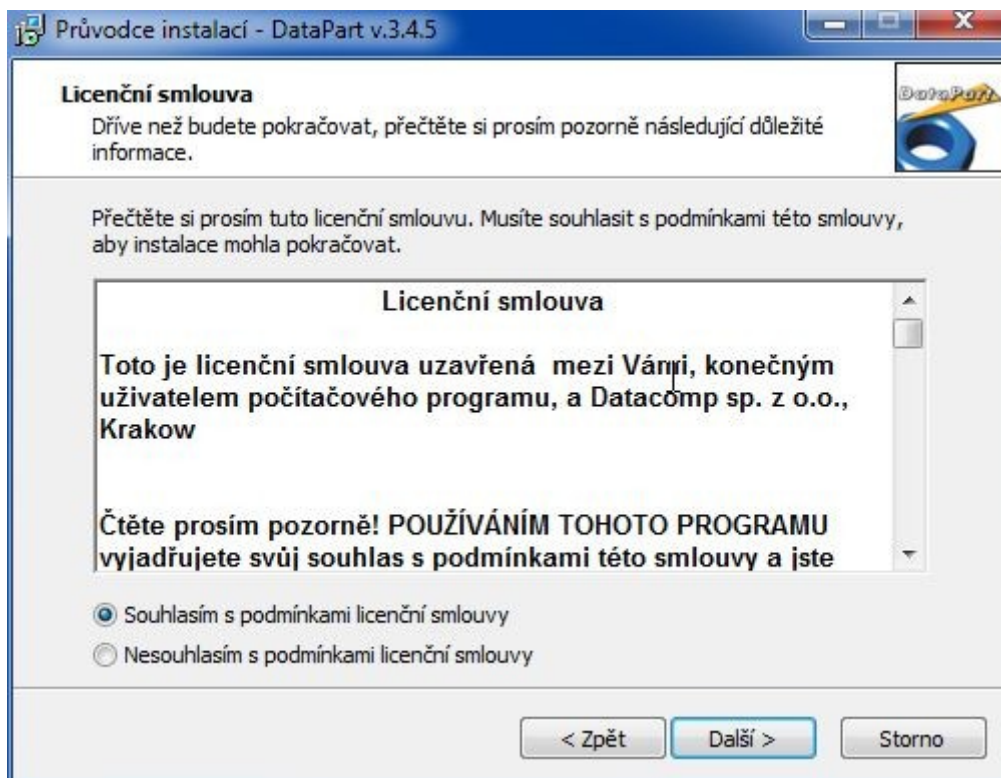 Průvodce instalací - DataPart v.3.4.5
Licenční smlouva
Dříve než budete pokračovat, přečtěte si prosím pozorně následující důležité
informace.
DataPart
Přečtěte si prosím tuto licenční smlouvu. Musíte souhlasit s podmínkami této smlouvy,
aby instalace mohla pokračovat.
Licenční smlouva
Toto je licenční smlouva uzavřená mezi Vámi, konečným
uživatelem počítačového programu, a Datacomp sp. z o.o.,
Krakow
Čtěte prosím pozorně! POUŽÍVÁNÍM TOHOTO PROGRAMU
vyjadřujete svůj souhlas s podmínkami této smlouvy a jste
Souhlasím s podmínkami licenční smlouvy
Nesouhlasím s podmínkami licenční smlouvy
< Zpět
Další >
Storno